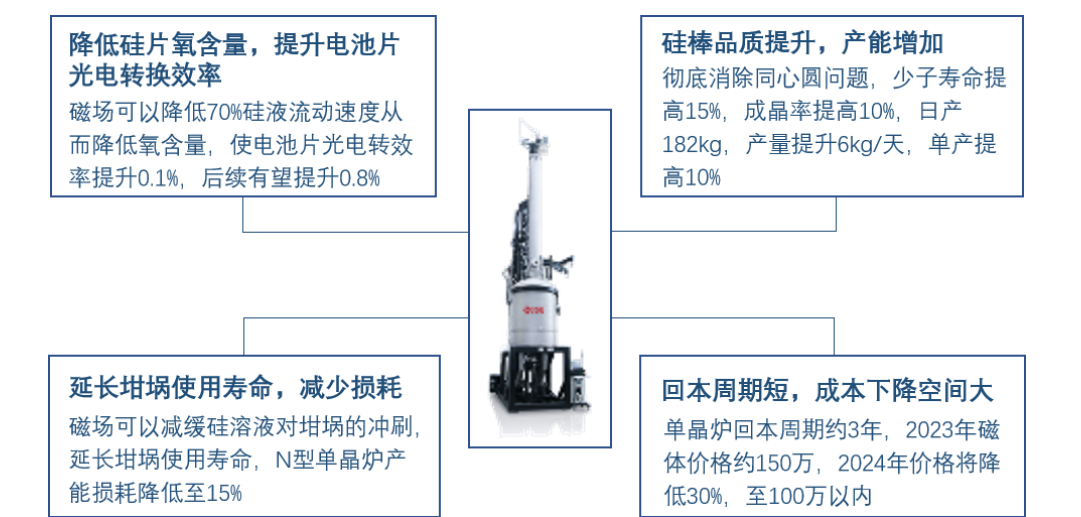 降低硅片氧含量，提升电池片
光电转换效率
磁场可以降低70%硅液流动速度从
而降低氧含量，使电池片光电转效
率提升0.1%，后续有望提升0.8%
硅棒品质提升，产能增加
彻底消除同心圆问题，少子寿命提
高15%，成晶率提高10%，日产
182kg，产量提升6kg/天，单产提
高10%
延长坩埚使用寿命，减少损耗
磁场可以减缓硅溶液对坩埚的冲刷，
延长坩埚使用寿命，N型单晶炉产
能损耗降低至15%
回本周期短，成本下降空间大
单晶炉回本周期约3年，2023年磁
体价格约150万，2024年价格将降
低30%，至100万以内